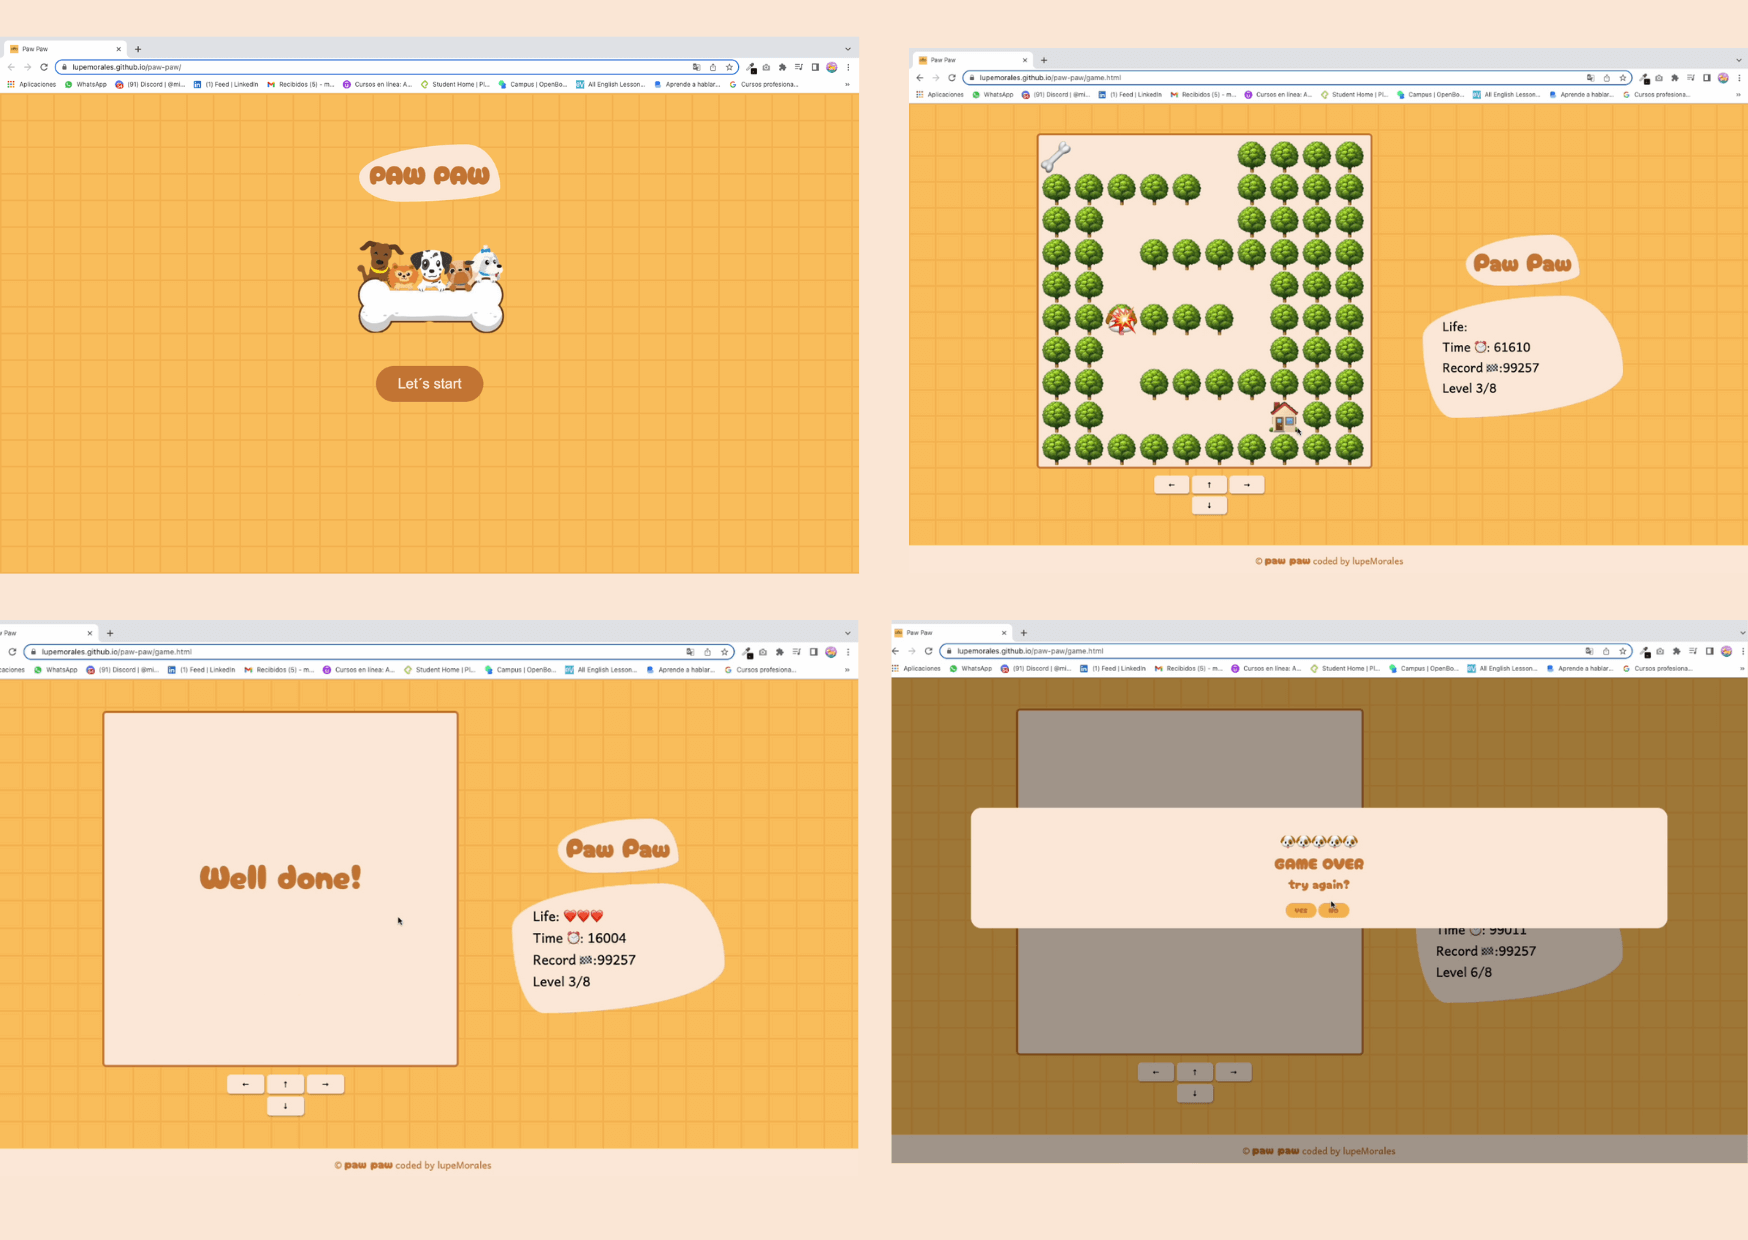 Paw Paw
lupemorales.github.io/paw-paw/
Aplicaciones WhatsApp (91) Discord | @mi... (1) Feed | LinkedIn Recibidos (5) - m... Cursos en línea: A... Student Home | Pl... Campus | OpenBo... All English Lesson... Aprende a hablar... Cursos profesiona... »
PAW PAW
Let´s start
Paw Paw
lupemorales.github.io/paw-paw/game.html
Aplicaciones WhatsApp (91) Discord | @mi... (1) Feed | LinkedIn Recibidos (5) - m... Cursos en línea: A... Student Home | Pl... Campus | OpenBo... All English Lesson... Aprende a hablar... Cursos profesiona... »
Paw Paw
Life:
Time ⏰: 61610
Record 🏁:99257
Level 3/8
← ↑ →
↓
© paw paw coded by lupeMorales
Paw
lupemorales.github.io/paw-paw/game.html
caciones WhatsApp (91) Discord | @mi... (1) Feed | LinkedIn Recibidos (5) - m... Cursos en línea: A... Student Home | Pl... Campus | OpenBo... All English Lesson... Aprende a hablar... Cursos profesiona... »
Well done!
Paw Paw
Life: ❤️❤️❤️
Time ⏰: 16004
Record 🏁:99257
Level 3/8
← ↑ →
↓
© paw paw coded by lupeMorales
Paw Paw
lupemorales.github.io/paw-paw/game.html
Aplicaciones WhatsApp (91) Discord | @mi... (1) Feed | LinkedIn Recibidos (5) - m... Cursos en línea: A... Student Home | Pl... Campus | OpenBo... All English Lesson... Aprende a hablar... Cursos profesiona... »
GAME OVER
try again?
YES NO
Time ⏰: 99011
Record 🏁:99257
Level 6/8
← ↑ →
↓
© paw paw coded by lupeMorales